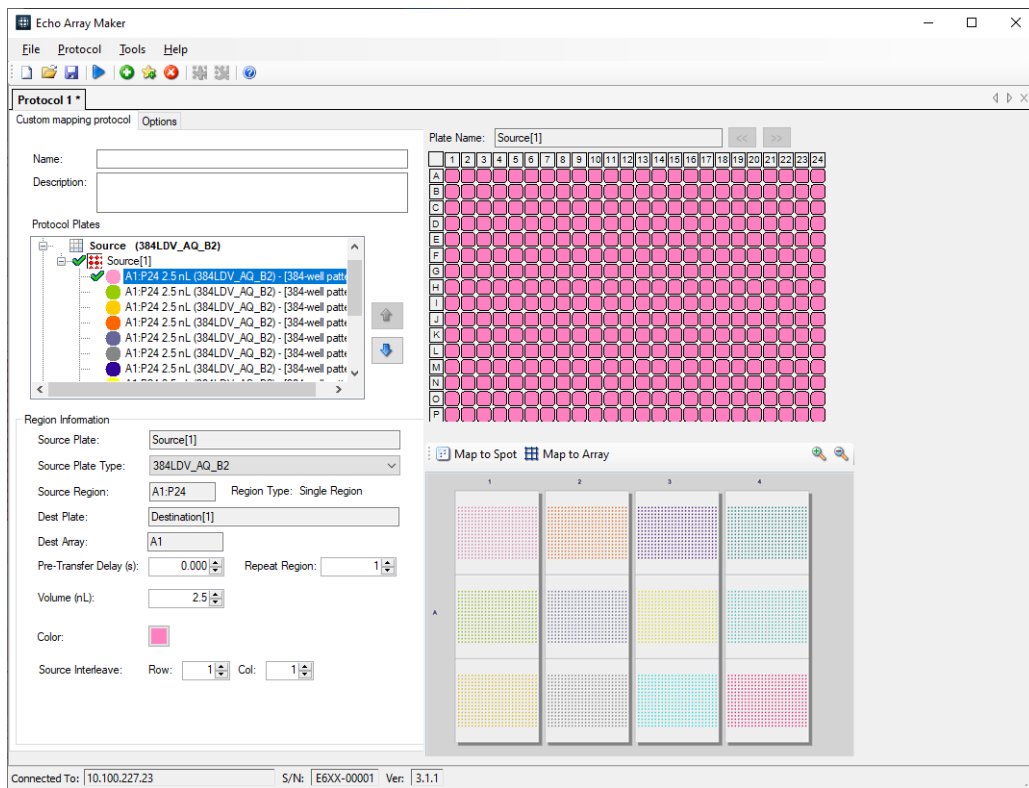 Echo Array Maker
File Protocol Tools Help
Protocol 1 *
Custom mapping protocol Options
Name:
Description:
Protocol Plates
Source (384LDV_AQ_B2)
Source[1]
A1:P24 2.5 nL (384LDV_AQ_B2) - [384-well patte
A1:P24 2.5 nL (384LDV_AQ_B2) - [384-well patte
A1:P24 2.5 nL (384LDV_AQ_B2) - [384-well patte
A1:P24 2.5 nL (384LDV_AQ_B2) - [384-well patte
A1:P24 2.5 nL (384LDV_AQ_B2) - [384-well patte
A1:P24 2.5 nL (384LDV_AQ_B2) - [384-well patte
A1:P24 2.5 nL (384LDV_AQ_B2) - [384-well patte
Region Information
Source Plate: Source[1]
Source Plate Type: 384LDV_AQ_B2
Source Region: A1:P24 Region Type: Single Region
Dest Plate: Destination[1]
Dest Array: A1
Pre-Transfer Delay (s): 0.000 Repeat Region: 1
Volume (nL): 2.5
Color:
Source Interleave: Row: 1 Col: 1
Plate Name: Source[1] << >>
1 2 3 4 5 6 7 8 9 10 11 12 13 14 15 16 17 18 19 20 21 22 23 24
A
B
C
D
E
F
G
H
I
J
K
L
M
N
O
P
Map to Spot Map to Array
1 2 3 4
A
Connected To: 10.100.227.23 S/N: E6XX-00001 Ver: 3.1.1